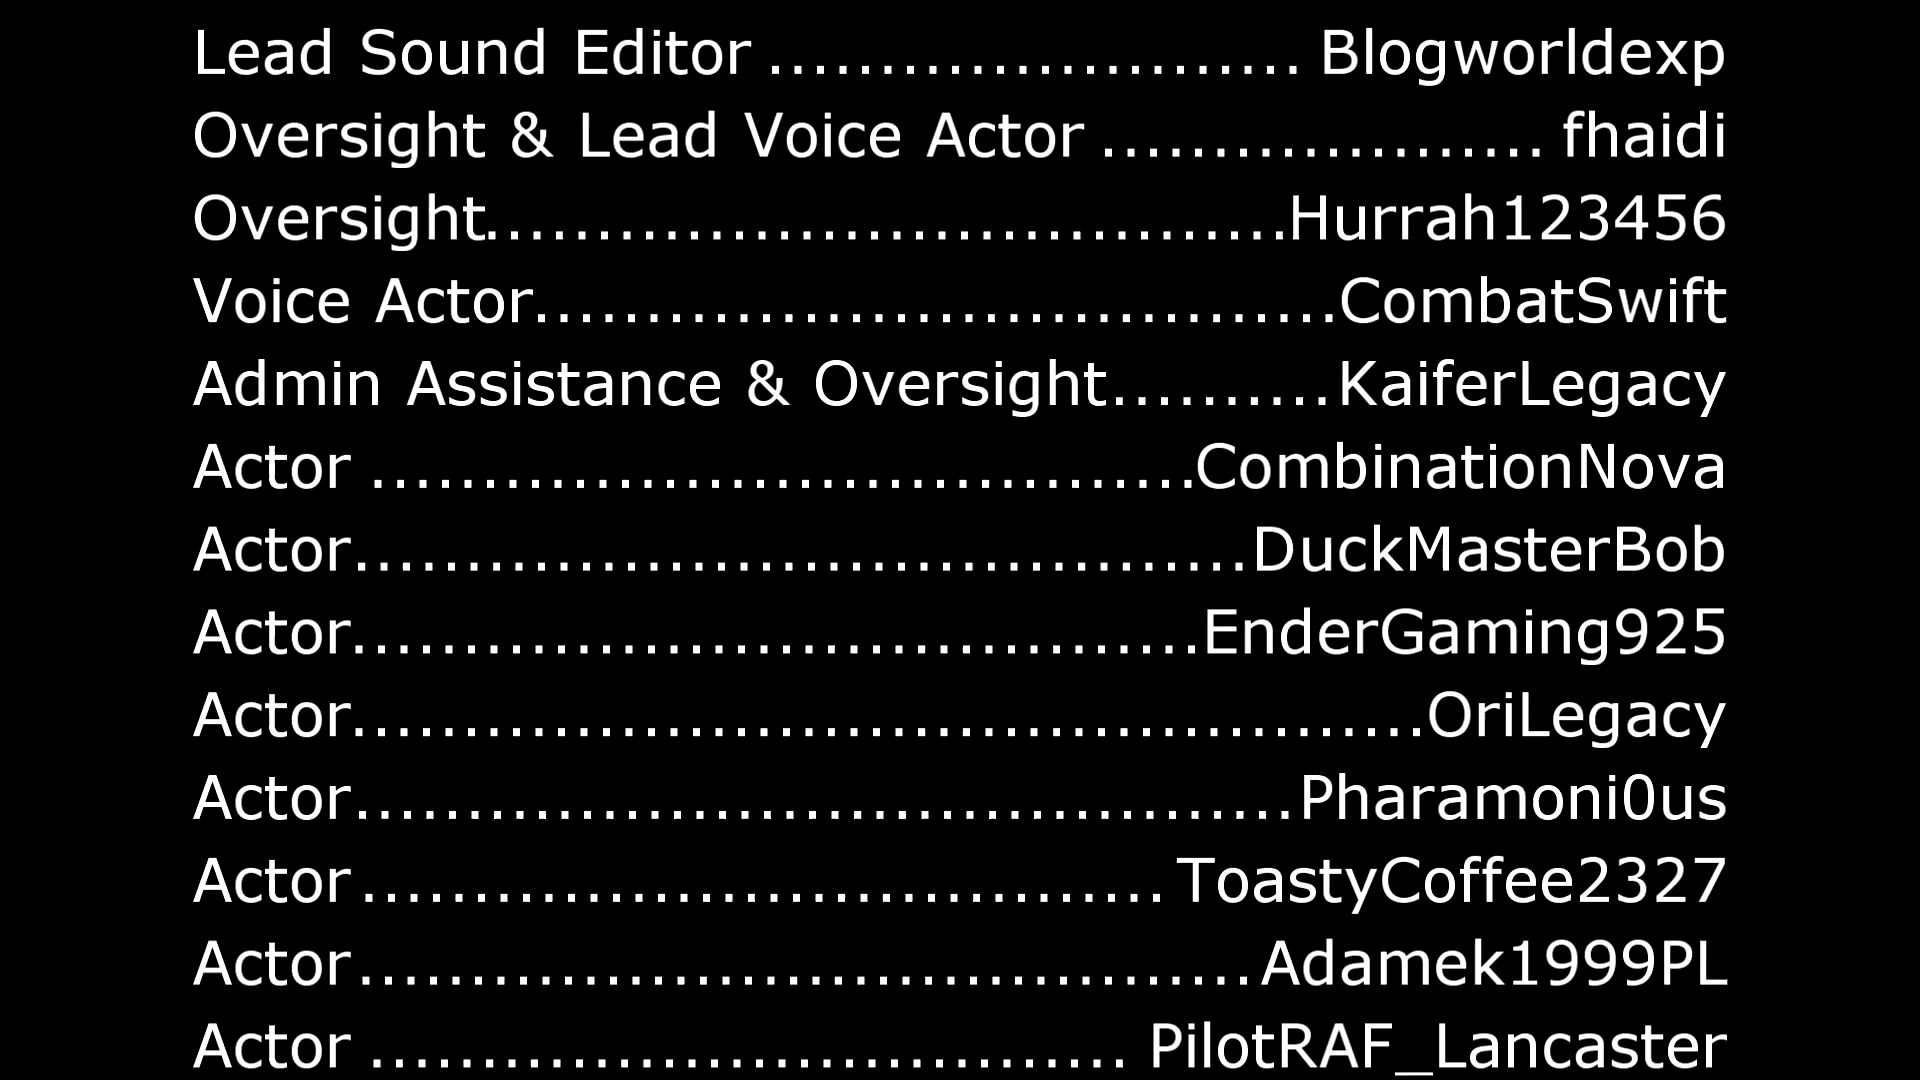 Lead Sound Editor ........................ Blogworldexp
Oversight & Lead Voice Actor .................... fhaidi
Oversight....................................Hurrah123456
Voice Actor....................................CombatSwift
Admin Assistance & Oversight..........KaiferLegacy
Actor .....................................CombinationNova
Actor........................................DuckMasterBob
Actor......................................EnderGaming925
Actor................................................OriLegacy
Actor..........................................Pharamoni0us
Actor.................................... ToastyCoffee2327
Actor........................................Adamek1999PL
Actor .................................. PilotRAF_Lancaster